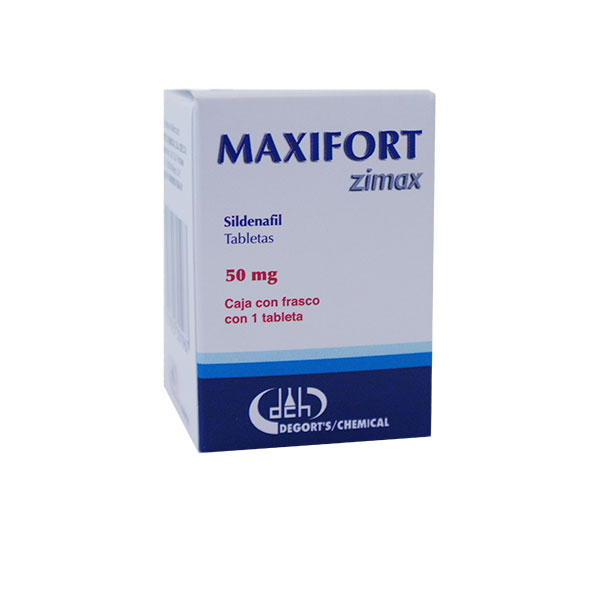 MAXIFORT
zimax
Sildenafil
Tabletas
50 mg
Caja con frasco
con 1 tableta
dch
DEGORT'S/CHEMICAL